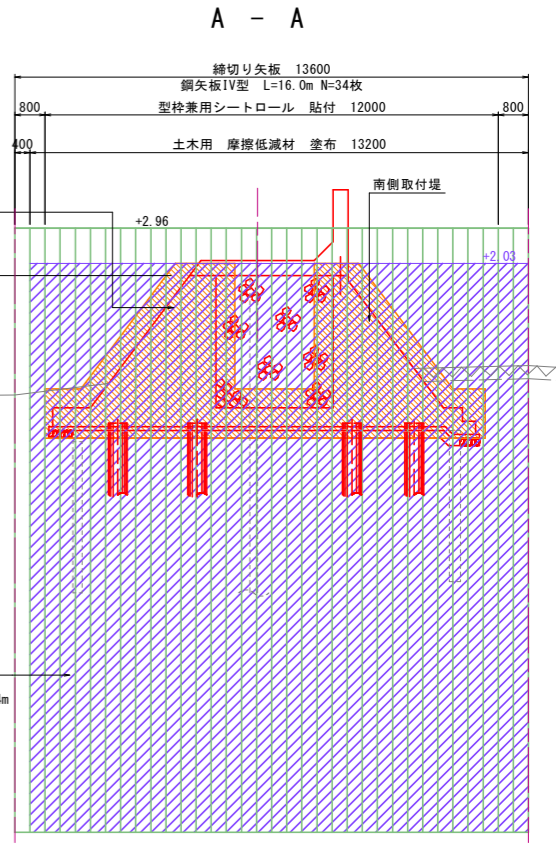 A － A
締切り矢板 13600
鋼矢板IV型 L=16.0m N=34枚
800 型枠兼用シートロール 貼付 12000 800
400 土木用 摩擦低減材 塗布 13200
南側取付堤
+2.96
+2.03
m